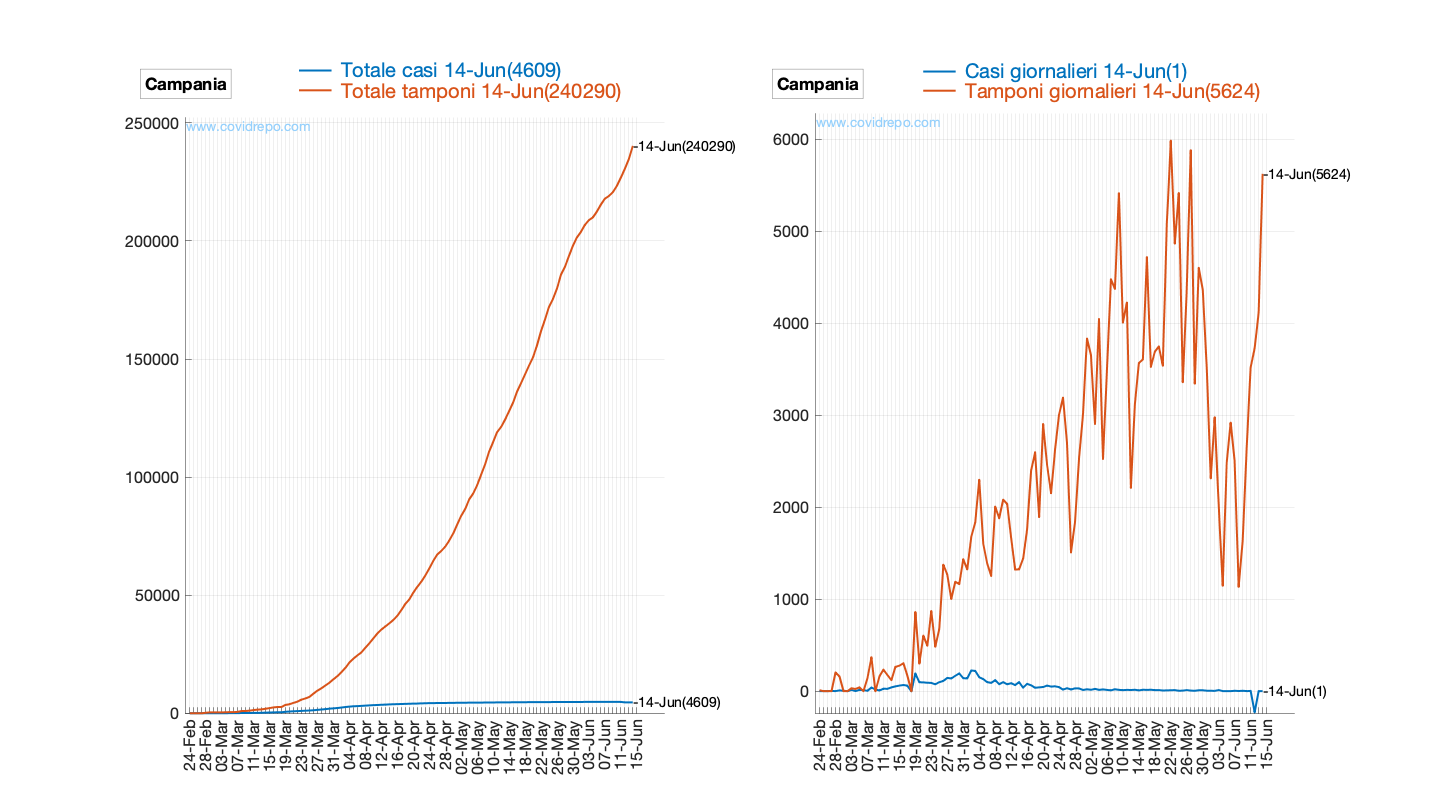 Campania
Totale casi 14-Jun(4609)
Totale tamponi 14-Jun(240290)
www.covidrepo.com
250000
200000
150000
100000
50000
0
14-Jun(240290)
14-Jun(4609)
24-Feb
28-Feb
03-Mar
07-Mar
11-Mar
15-Mar
19-Mar
23-Mar
27-Mar
31-Mar
04-Apr
08-Apr
12-Apr
16-Apr
20-Apr
24-Apr
28-Apr
02-May
06-May
10-May
14-May
18-May
22-May
26-May
30-May
03-Jun
07-Jun
11-Jun
15-Jun
Campania
Casi giornalieri 14-Jun(1)
Tamponi giornalieri 14-Jun(5624)
www.covidrepo.com
6000
5000
4000
3000
2000
1000
0
14-Jun(5624)
14-Jun(1)
24-Feb
28-Feb
03-Mar
07-Mar
11-Mar
15-Mar
19-Mar
23-Mar
27-Mar
31-Mar
04-Apr
08-Apr
12-Apr
16-Apr
20-Apr
24-Apr
28-Apr
02-May
06-May
10-May
14-May
18-May
22-May
26-May
30-May
03-Jun
07-Jun
11-Jun
15-Jun